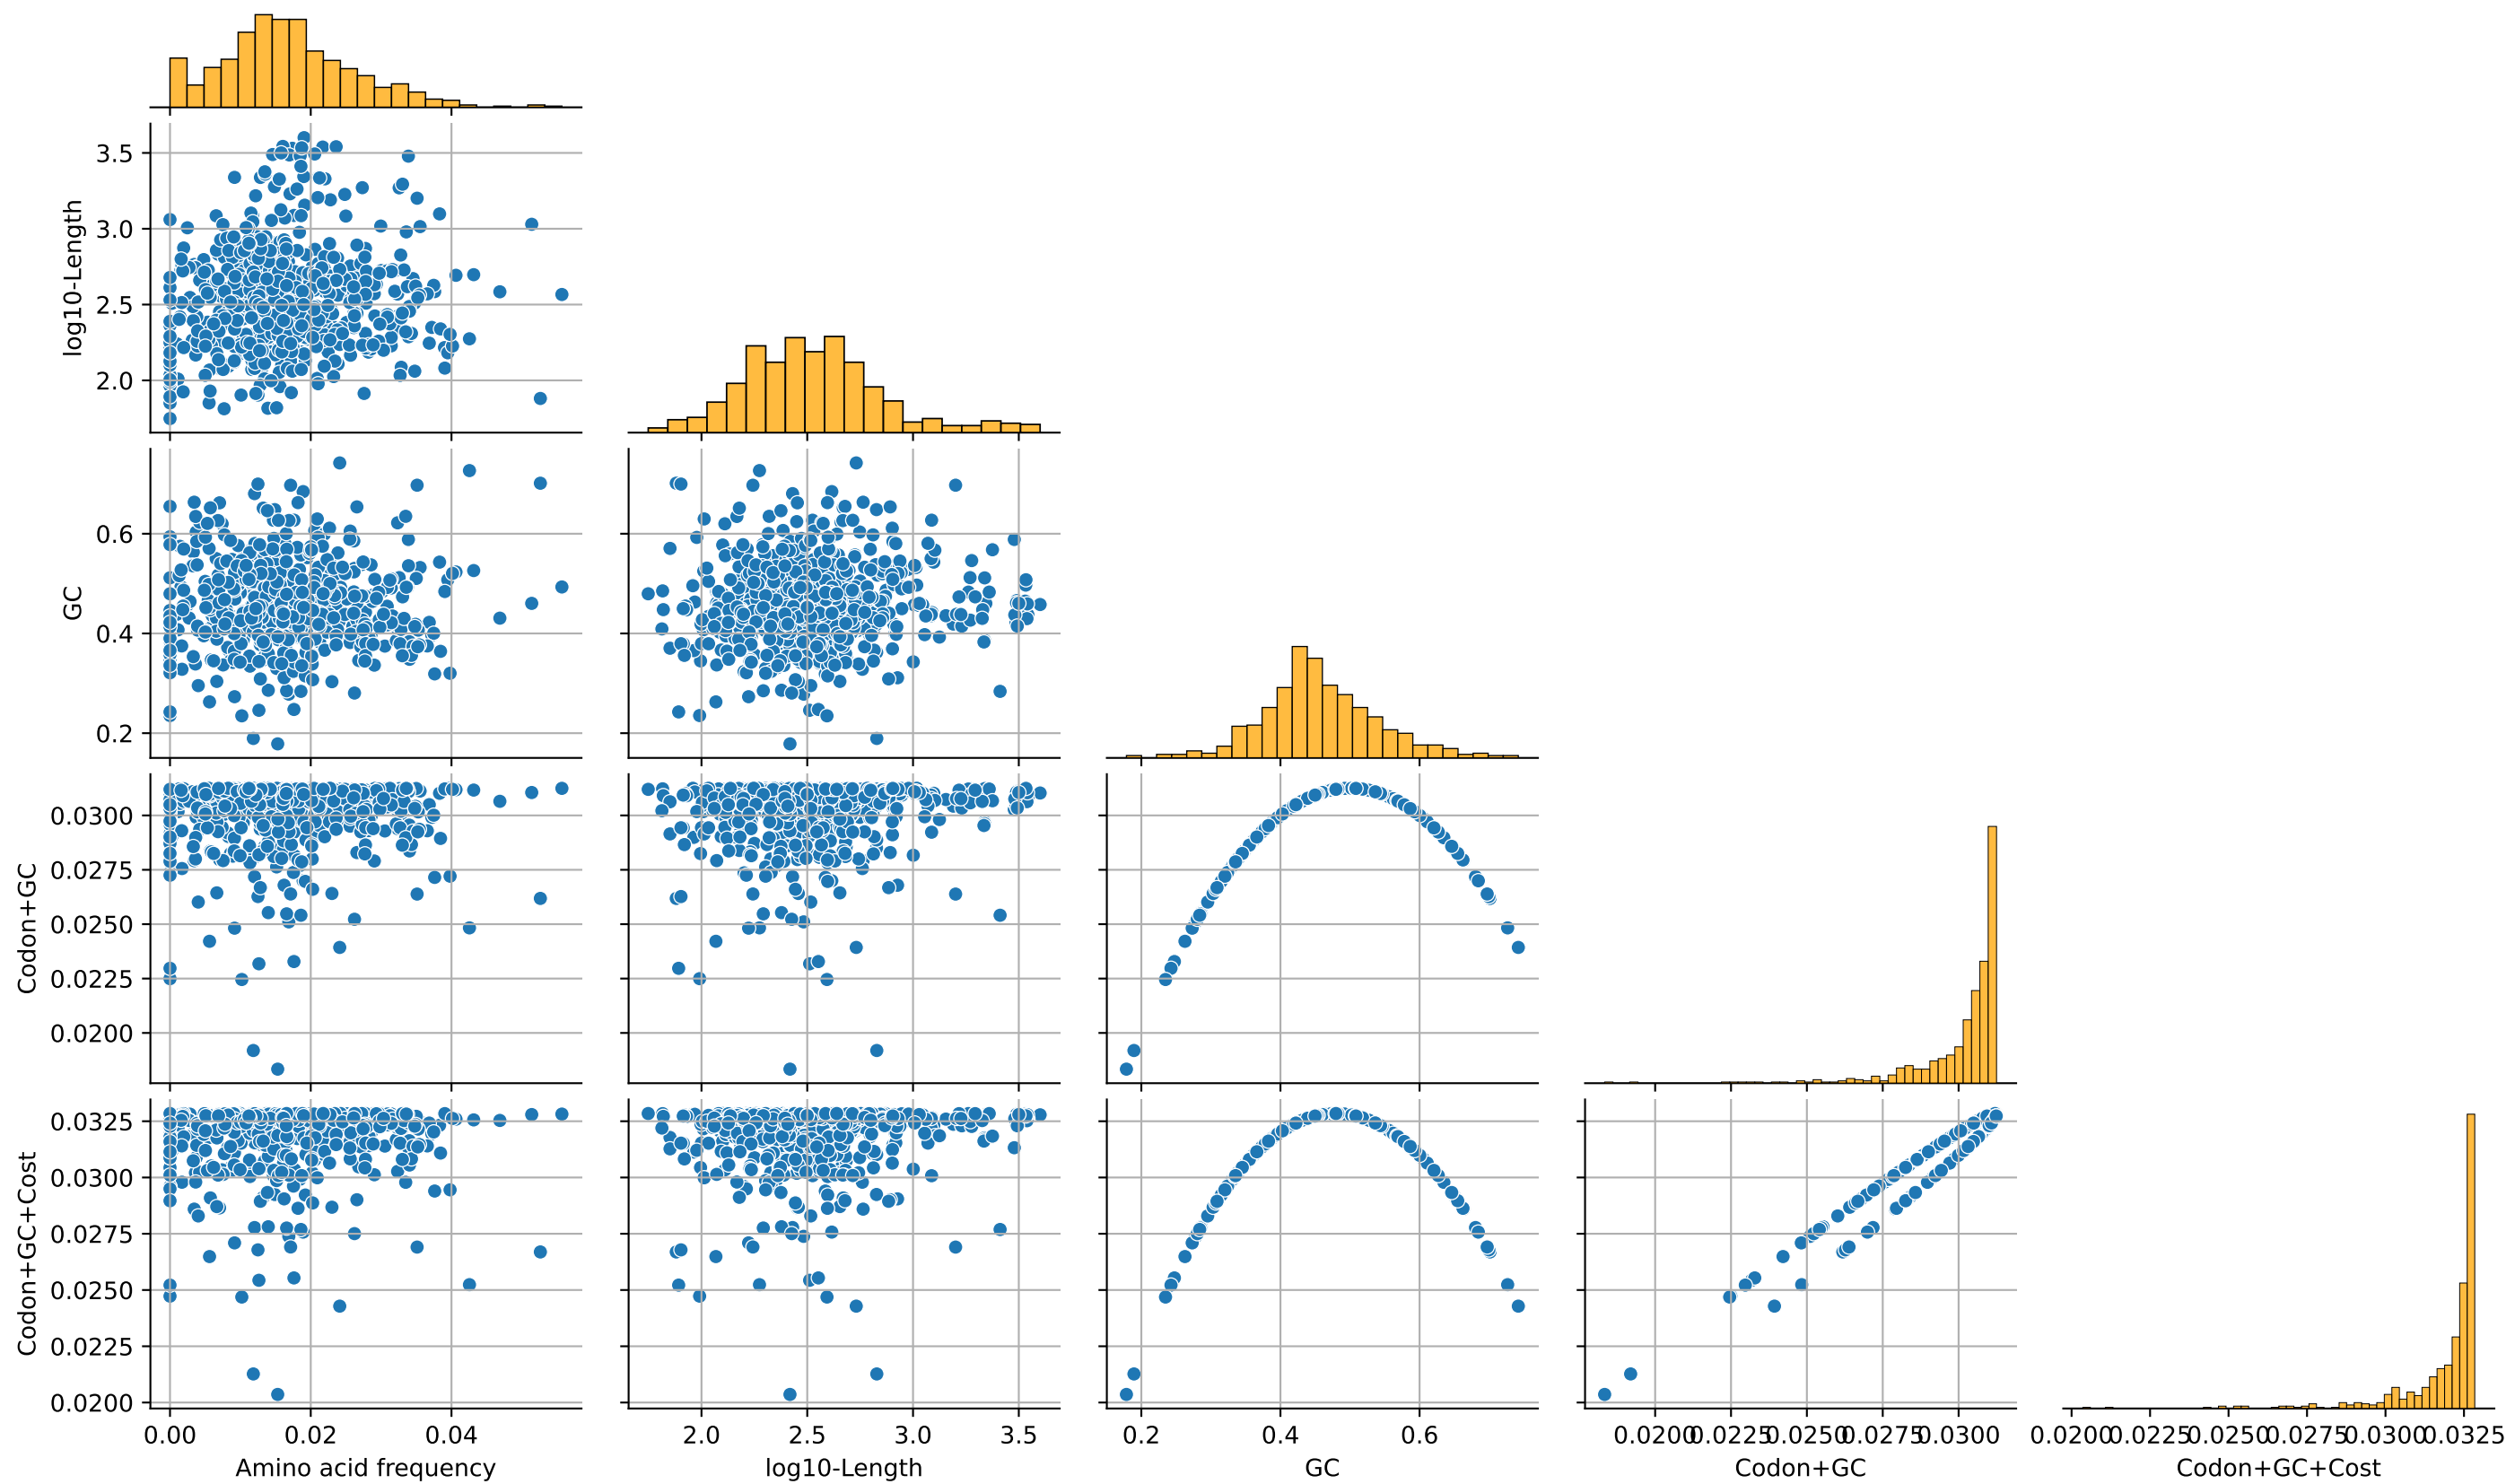 3.5
3.0
2.5
2.0
log10-Length
0.6
0.4
0.2
GC
0.0300
0.0275
0.0250
0.0225
0.0200
Codon+GC
0.0325
0.0300
0.0275
0.0250
0.0225
0.0200
Codon+GC+Cost
0.00 0.02 0.04
2.0 2.5 3.0 3.5
0.2 0.4 0.6
0.0200 0.0225 0.0250 0.0275 0.0300
0.0200 0.0225 0.0250 0.0275 0.0300 0.0325
Amino acid frequency
log10-Length
GC
Codon+GC
Codon+GC+Cost